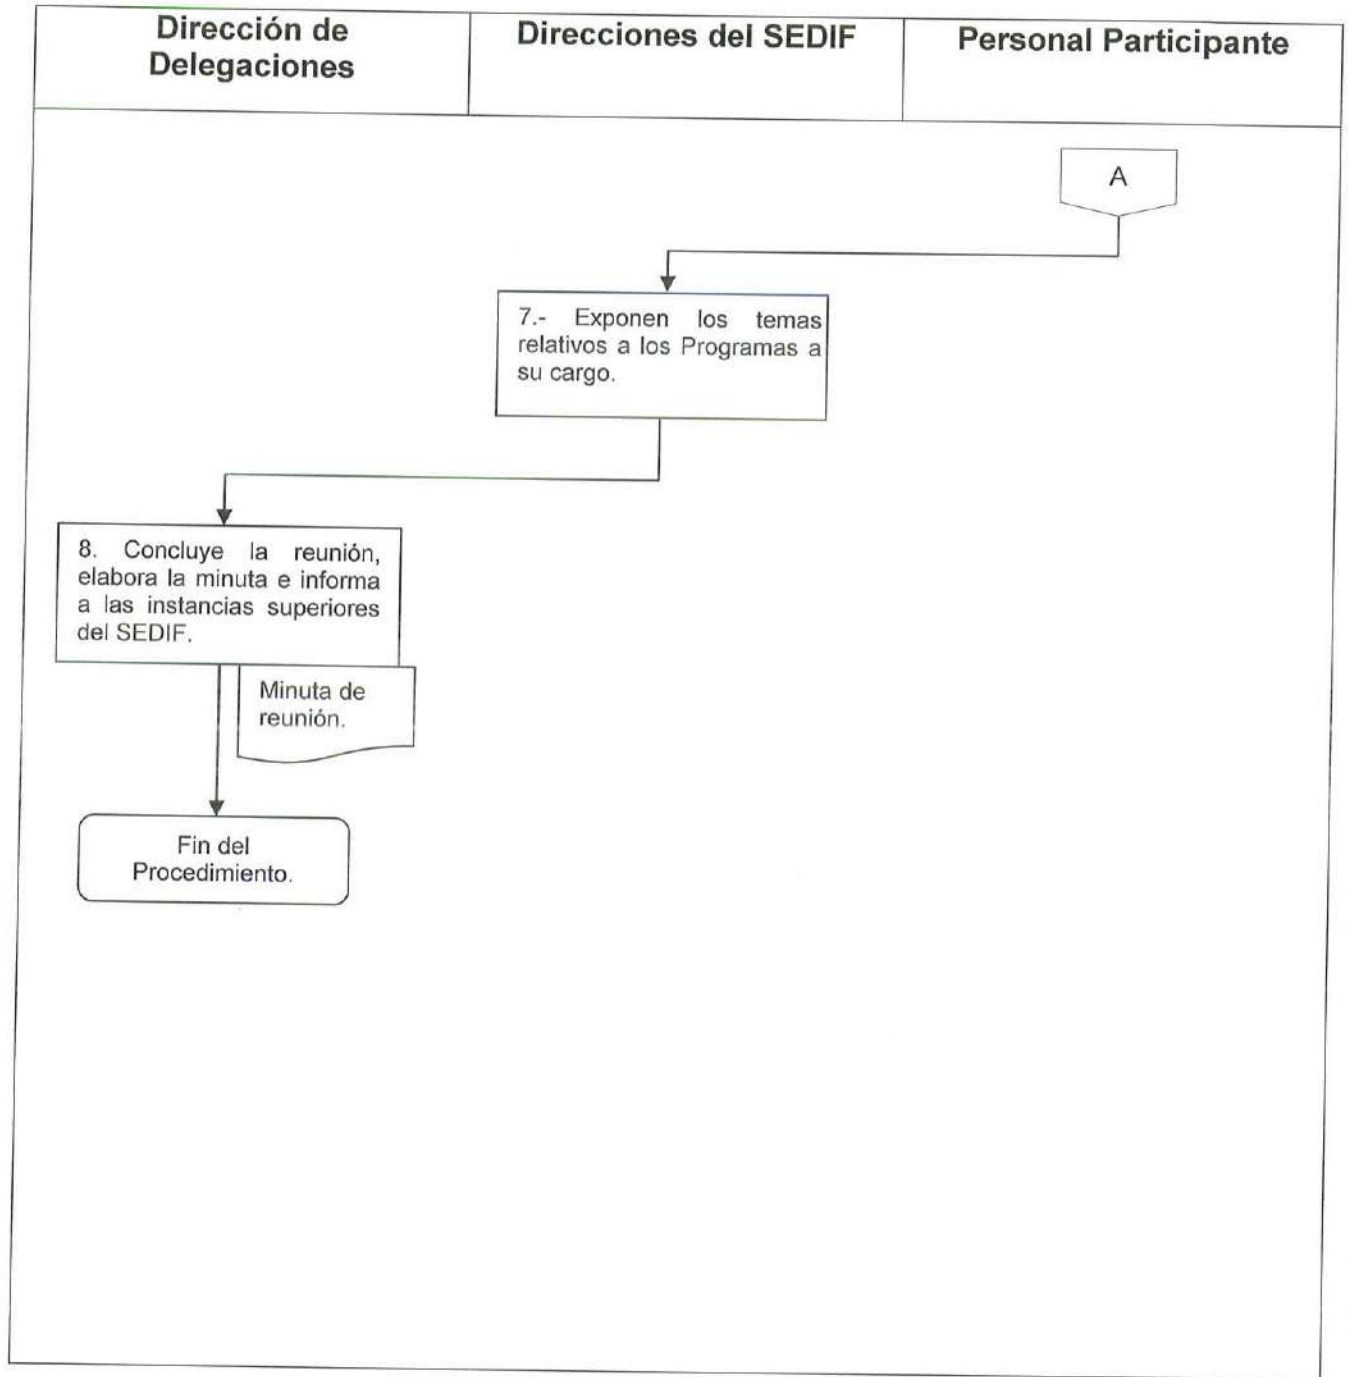 Dirección de
Delegaciones
Direcciones del SEDIF
Personal Participante
A
7.- Exponen los temas
relativos a los Programas a
su cargo.
8. Concluye la reunión,
elabora la minuta e informa
a las instancias superiores
del SEDIF.
Minuta de
reunión.
Fin del
Procedimiento.